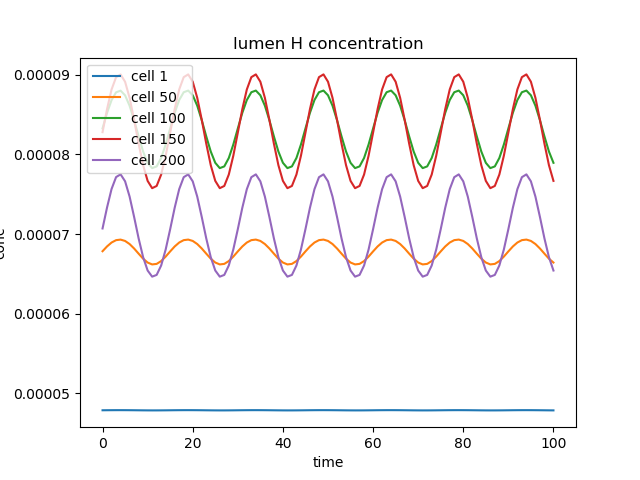 lumen H concentration
0.00009
0.00008
0.00007
0.00006
0.00005
conc
cell 1
cell 50
cell 100
cell 150
cell 200
0
20
40
60
80
100
time